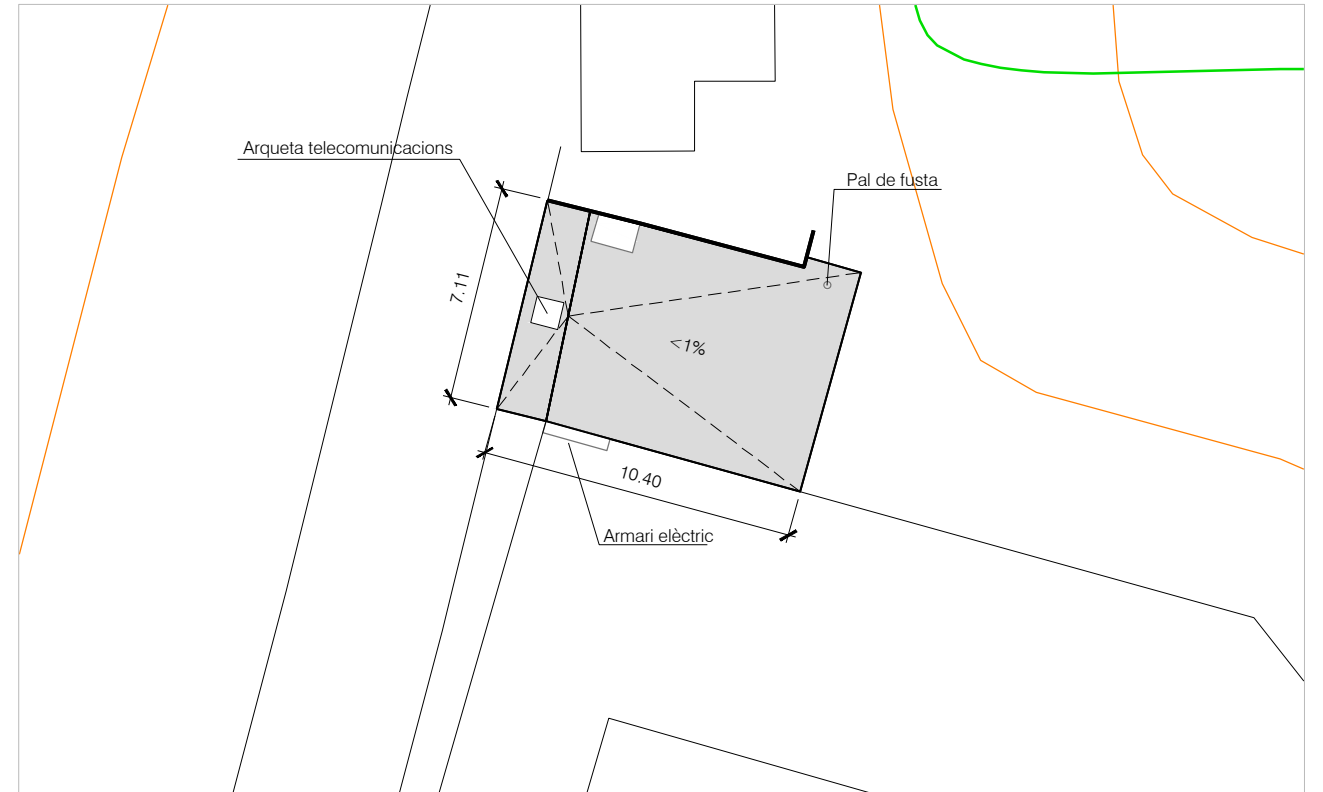 Arqueta telecomunicacions
Pal de fusta
7.11
<1%
10.40
Armari elèctric